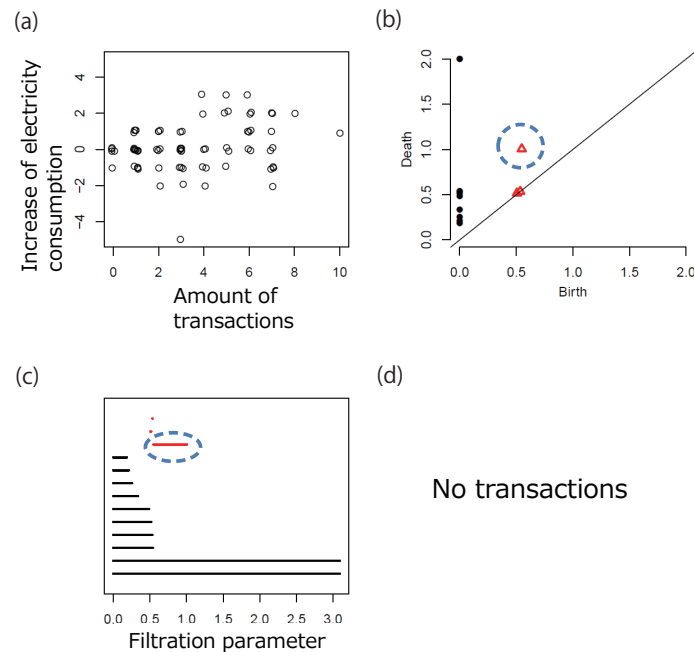 (a)
Increase of electricity
consumption
4
2
0
-2
-4
0 2 4 6 8 10
Amount of
transactions
(b)
Death
2.0
1.5
1.0
0.5
0.0
0.0 0.5 1.0 1.5 2.0
Birth
(c)
0.0 0.5 1.0 1.5 2.0 2.5 3.0
Filtration parameter
(d)
No transactions